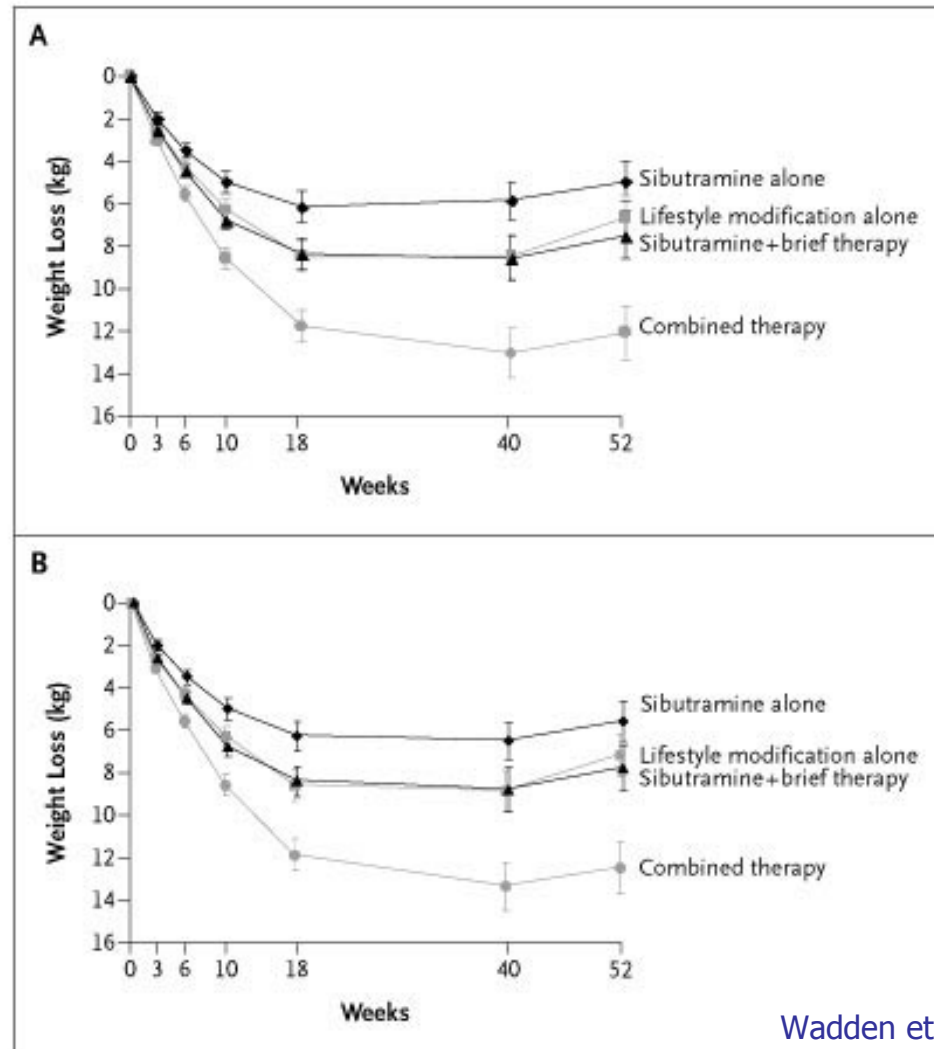 A
0
2
4
6
8
10
12
14
16
Weight Loss (kg)
Sibutramine alone
Lifestyle modification alone
Sibutramine+brief therapy
Combined therapy
0 3 6 10 18 40 52
Weeks
B
0
2
4
6
8
10
12
14
16
Weight Loss (kg)
Sibutramine alone
Lifestyle modification alone
Sibutramine+brief therapy
Combined therapy
0 3 6 10 18 40 52
Weeks
Wadden et